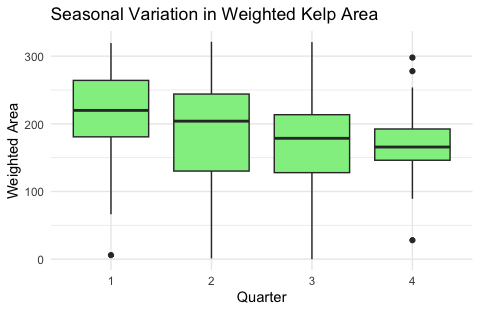 Seasonal Variation in Weighted Kelp Area
Weighted Area
300
200
100
0
1 2 3 4
Quarter